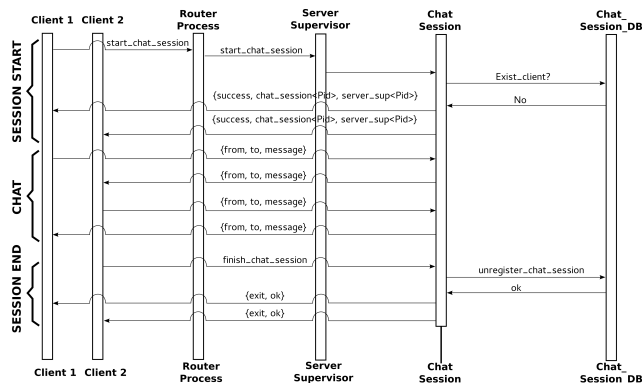 Client 1 Client 2
Router
Process
Server
Supervisor
Chat
Session
Chat_
Session_DB
SESSION START
start_chat_session
start_chat_session
Exist_client?
{success, chat_session<Pid>, server_sup<Pid>}
No
{success, chat_session<Pid>, server_sup<Pid>}
CHAT
{from, to, message}
{from, to, message}
{from, to, message}
{from, to, message}
SESSION END
finish_chat_session
unregister_chat_session
ok
{exit, ok}
{exit, ok}
Client 1 Client 2
Router
Process
Server
Supervisor
Chat
Session
Chat_
Session_DB